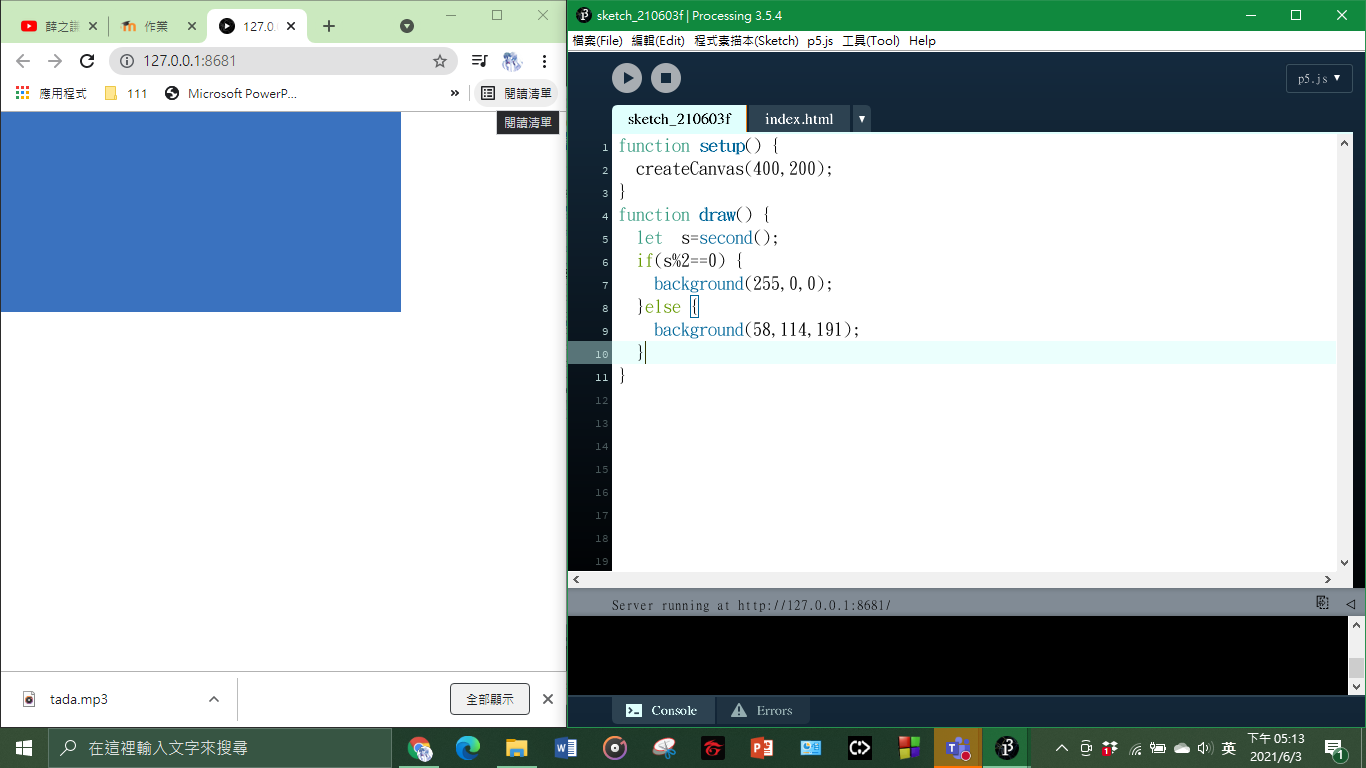 薛之謙
作業
127.0.
127.0.0.1:8681
應用程式
111
Microsoft PowerP...
»
閱讀清單
閱讀清單
tada.mp3
全部顯示
sketch_210603f | Processing 3.5.4
檔案(File) 編輯(Edit) 程式素描本(Sketch) p5.js 工具(Tool) Help
p5.js ▼
sketch_210603f index.html ▼
1 function setup() {
2 createCanvas(400,200);
3 }
4 function draw() {
5 let  s=second();
6 if(s%2==0) {
7 background(255,0,0);
8 }else {
9 background(58,114,191);
10 }
11 }
12
13
14
15
16
17
18
19
Server running at http://127.0.0.1:8681/
Console Errors
在這裡輸入文字來搜尋
英
下午 05:13
2021/6/3
1